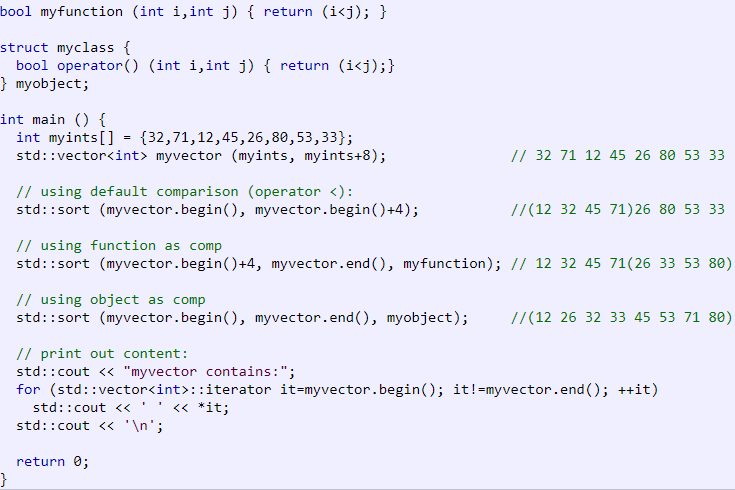 bool myfunction (int i,int j) { return (i<j); }
struct myclass {
  bool operator() (int i,int j) { return (i<j);}
} myobject;
int main () {
  int myints[] = {32,71,12,45,26,80,53,33};
  std::vector<int> myvector (myints, myints+8);               // 32 71 12 45 26 80 53 33
  // using default comparison (operator <):
  std::sort (myvector.begin(), myvector.begin()+4);           //(12 32 45 71)26 80 53 33
  // using function as comp
  std::sort (myvector.begin()+4, myvector.end(), myfunction); // 12 32 45 71(26 33 53 80)
  // using object as comp
  std::sort (myvector.begin(), myvector.end(), myobject);     //(12 26 32 33 45 53 71 80)
  // print out content:
  std::cout << "myvector contains:";
  for (std::vector<int>::iterator it=myvector.begin(); it!=myvector.end(); ++it)
    std::cout << ' ' << *it;
  std::cout << '\n';
  return 0;
}